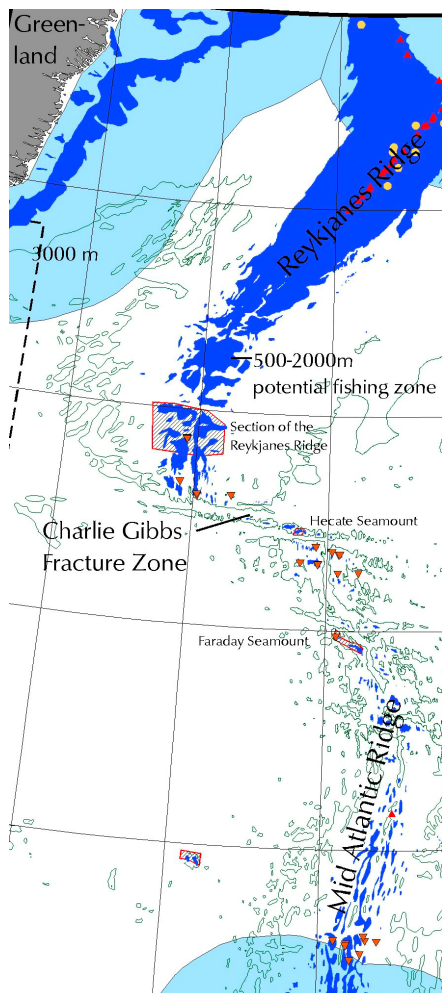 Green-
land
Reykjanes Ridge
3000 m
500-2000m
potential fishing zone
Section of the
Reykjanes Ridge
Charlie Gibbs
Fracture Zone
Hecate Seamount
Faraday Seamount
Mid Atlantic Ridge